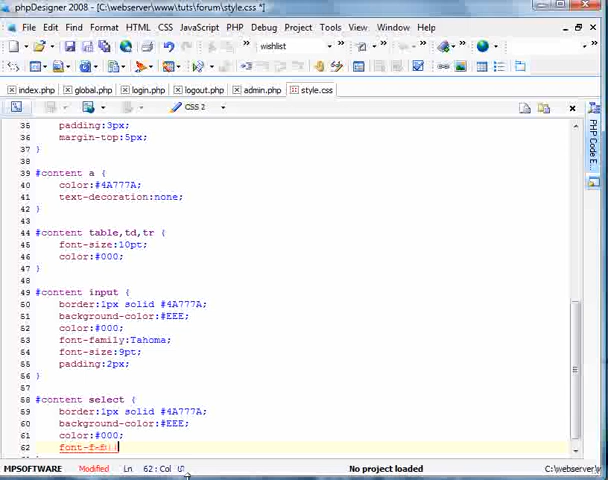 phpDesigner 2008 - [C:\webserver\www\tuts\forum\style.css *]
File Edit Find Format HTML CSS JavaScript PHP Debug Project Tools View Window Help
wishlist
index.php global.php login.php logout.php admin.php style.css
CSS 2
35 padding:3px;
36 margin-top:5px;
37 }
38
39 #content a {
40 color:#4A777A;
41 text-decoration:none;
42 }
43
44 #content table,td,tr {
45 font-size:10pt;
46 color:#000;
47 }
48
49 #content input {
50 border:1px solid #4A777A;
51 background-color:#EEE;
52 color:#000;
53 font-family:Tahoma;
54 font-size:9pt;
55 padding:2px;
56 }
57
58 #content select {
59 border:1px solid #4A777A;
60 background-color:#EEE;
61 color:#000;
62
PHP Code E
MPSOFTWARE Modified Ln 62 : Col No project loaded C:\webserver\w